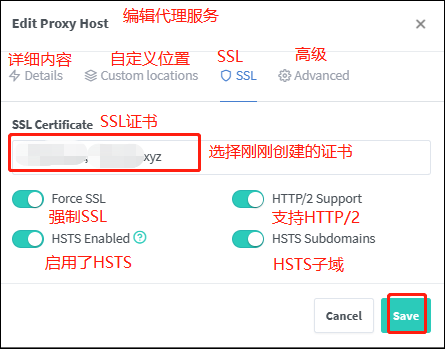 Edit Proxy Host 编辑代理服务
详细内容 自定义位置 SSL 高级
Details Custom locations SSL Advanced
SSL Certificate SSL证书
xyz 选择刚刚创建的证书
Force SSL HTTP/2 Support
强制SSL 支持HTTP/2
HSTS Enabled HSTS Subdomains
启用了HSTS HSTS子域
Cancel Save